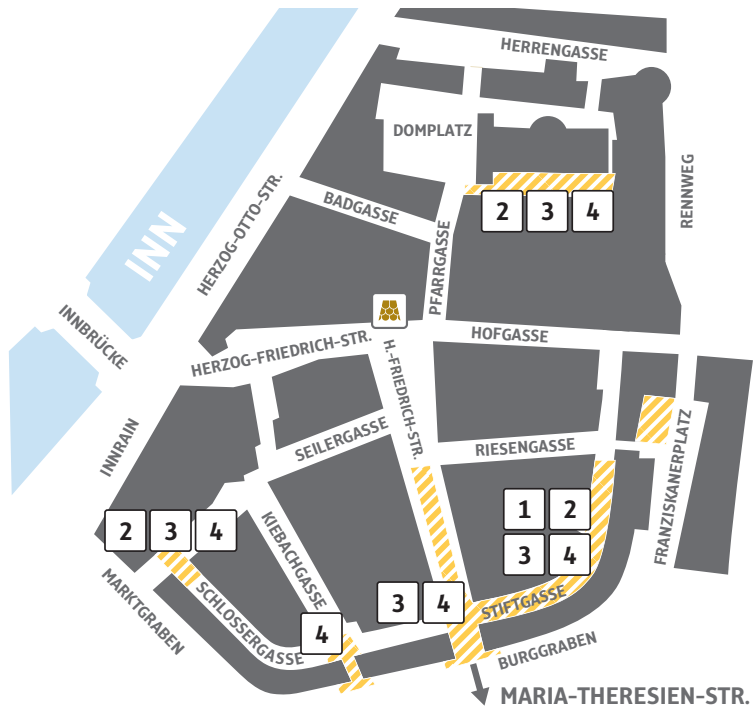 HERRENGASSE
DOMPLATZ
RENNWEG
HERZOG-OTTO-STR.
BADGASSE
2 3 4
INN
PFARRGASSE
INNBRÜCKE
HOFGASSE
HERZOG-FRIEDRICH-STR.
H.-FRIEDRICH-STR.
INNRAIN
SEILERGASSE
RIESENGASSE
FRANZISKANERPLATZ
1 2
3 4
2 3 4
KIEBACHGASSE
MARKTGRABEN
SCHLOSSERGASSE
3 4
STIFTGASSE
4
BURGGRABEN
MARIA-THERESIEN-STR.